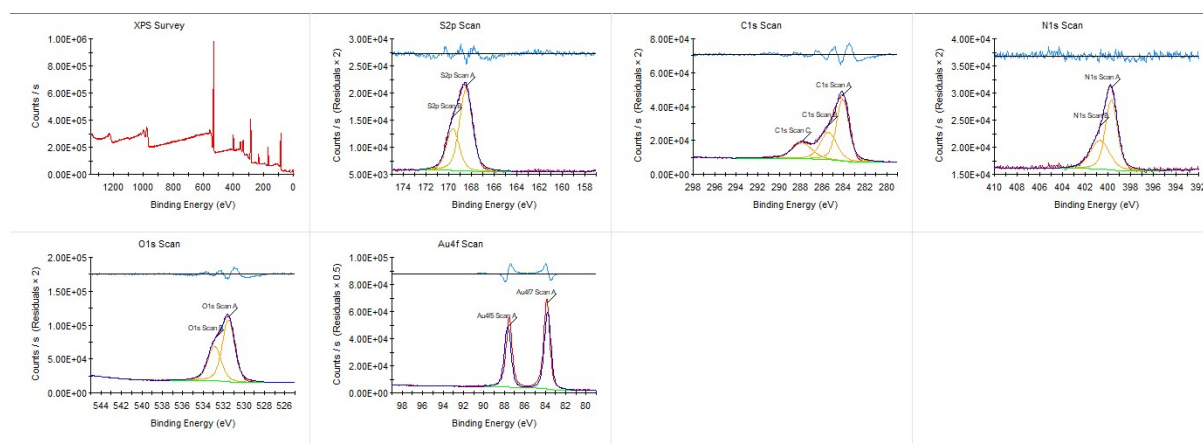 XPS Survey
Counts / s
1.00E+06
8.00E+05
6.00E+05
4.00E+05
2.00E+05
0.00E+00
1200 1000 800 600 400 200 0
Binding Energy (eV)
S2p Scan
Counts / s (Residuals × 2)
3.00E+04
2.50E+04
2.00E+04
1.50E+04
1.00E+04
5.00E+03
S2p Scan A
S2p Scan B
174 172 170 168 166 164 162 160 158
Binding Energy (eV)
C1s Scan
Counts / s (Residuals × 2)
8.00E+04
6.00E+04
4.00E+04
2.00E+04
0.00E+00
C1s Scan A
C1s Scan B
C1s Scan C
298 296 294 292 290 288 286 284 282 280
Binding Energy (eV)
N1s Scan
Counts / s (Residuals × 2)
4.00E+04
3.50E+04
3.00E+04
2.50E+04
2.00E+04
1.50E+04
N1s Scan A
N1s Scan B
410 408 406 404 402 400 398 396 394 392
Binding Energy (eV)
O1s Scan
Counts / s (Residuals × 2)
2.00E+05
1.50E+05
1.00E+05
5.00E+04
0.00E+00
O1s Scan A
O1s Scan B
544 542 540 538 536 534 532 530 528 526
Binding Energy (eV)
Au4f Scan
Counts / s (Residuals × 0.5)
1.00E+05
8.00E+04
6.00E+04
4.00E+04
2.00E+04
0.00E+00
Au4f7 Scan A
Au4f5 Scan A
98 96 94 92 90 88 86 84 82 80
Binding Energy (eV)